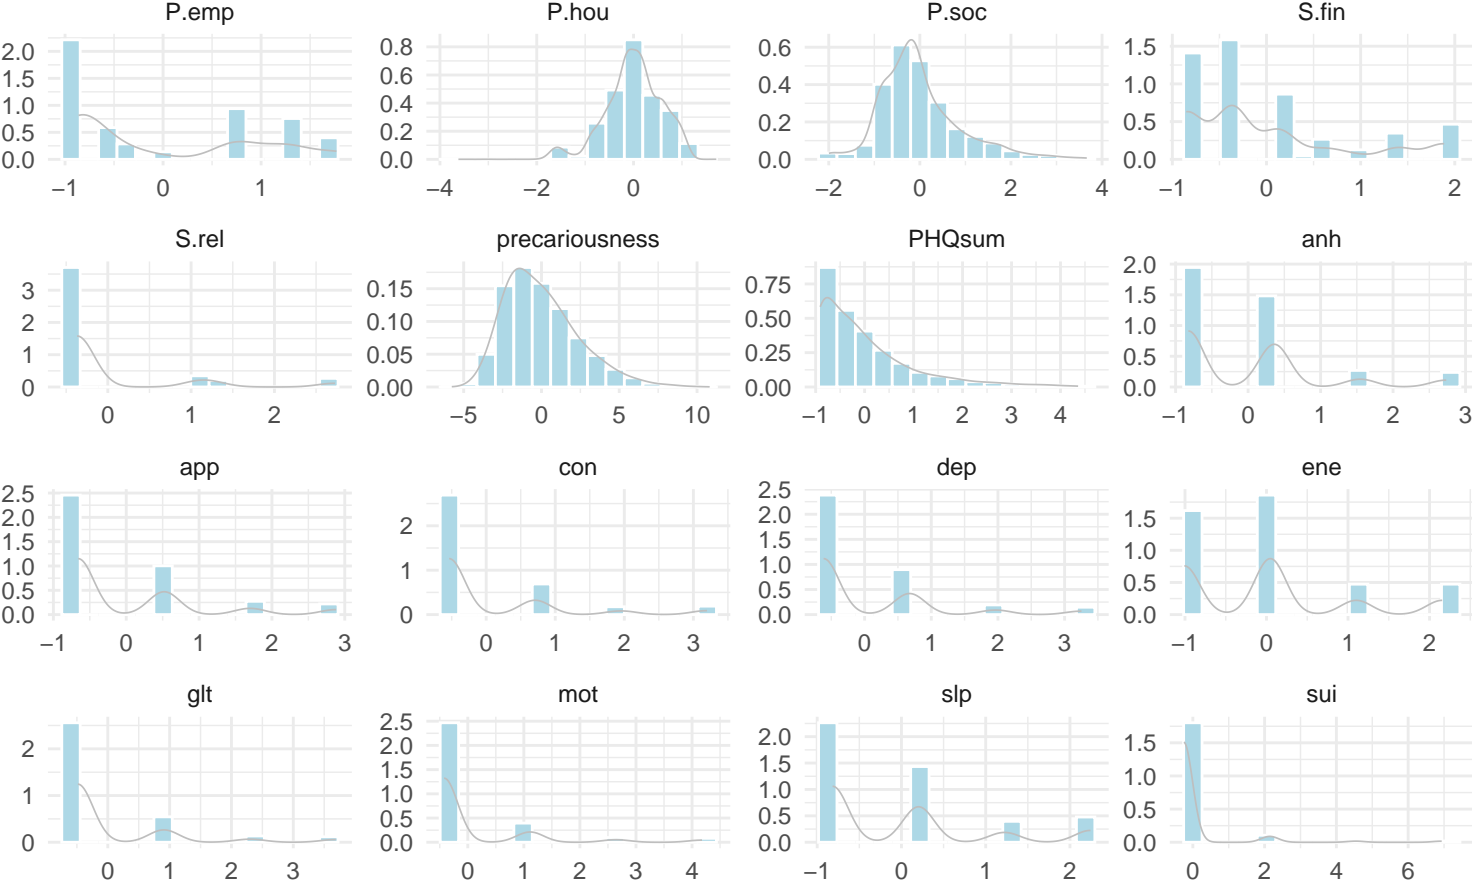 P.emp P.hou P.soc S.fin
2.0 1.5 1.0 0.5 0.0
−1 0 1
0.8 0.6 0.4 0.2 0.0
−4 −2 0
0.6 0.4 0.2 0.0
−2 0 2 4
1.5 1.0 0.5 0.0
−1 0 1 2
S.rel precariousness PHQsum anh
3 2 1 0
0 1 2
0.15 0.10 0.05 0.00
−5 0 5 10
0.75 0.50 0.25 0.00
−1 0 1 2 3 4
2.0 1.5 1.0 0.5 0.0
−1 0 1 2 3
app con dep ene
2.5 2.0 1.5 1.0 0.5 0.0
−1 0 1 2 3
2 1 0
0 1 2 3
2.5 2.0 1.5 1.0 0.5 0.0
0 1 2 3
1.5 1.0 0.5 0.0
−1 0 1 2
glt mot slp sui
2 1 0
0 1 2 3
2.5 2.0 1.5 1.0 0.5 0.0
0 1 2 3 4
2.0 1.5 1.0 0.5 0.0
−1 0 1 2
1.5 1.0 0.5 0.0
0 2 4 6